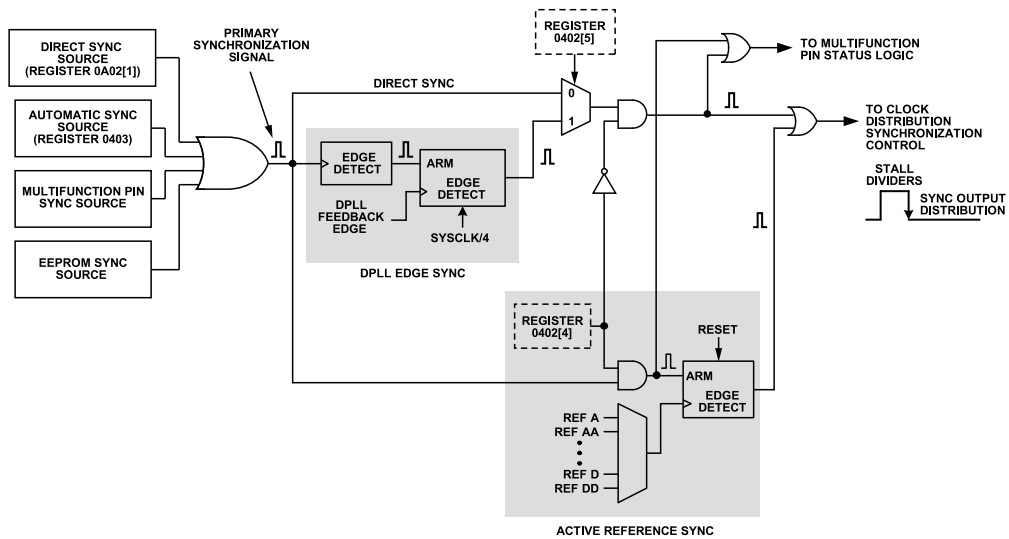 DIRECT SYNC
SOURCE
(REGISTER 0A02[1])
AUTOMATIC SYNC
SOURCE
(REGISTER 0403)
MULTIFUNCTION PIN
SYNC SOURCE
EEPROM SYNC
SOURCE
PRIMARY
SYNCHRONIZATION
SIGNAL
DIRECT SYNC
EDGE
DETECT
ARM
EDGE
DETECT
DPLL
FEEDBACK
EDGE
SYSCLK/4
DPLL EDGE SYNC
REGISTER
0402[5]
0
1
TO MULTIFUNCTION
PIN STATUS LOGIC
TO CLOCK
DISTRIBUTION
SYNCHRONIZATION
CONTROL
STALL
DIVIDERS
SYNC OUTPUT
DISTRIBUTION
REGISTER
0402[4]
RESET
ARM
EDGE
DETECT
REF A
REF AA
REF D
REF DD
ACTIVE REFERENCE SYNC